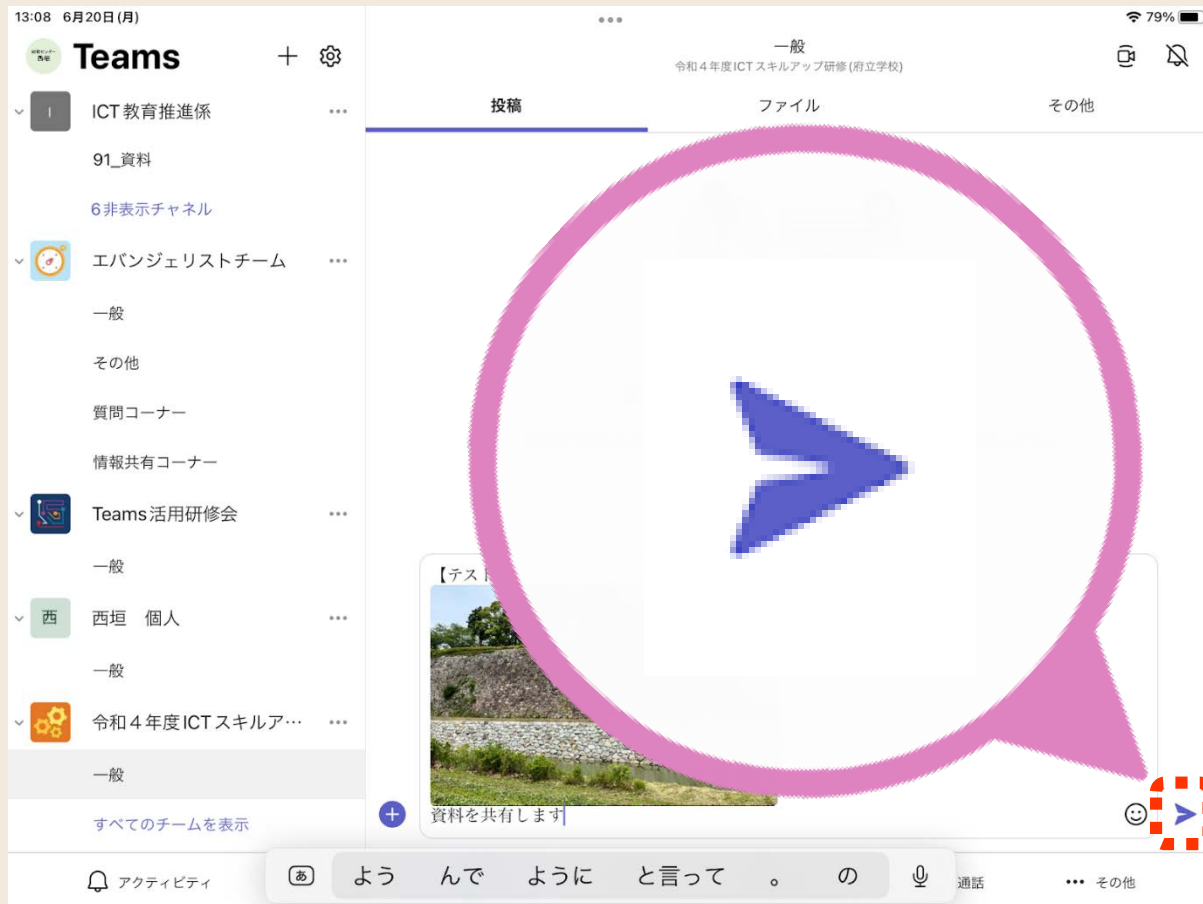 13:08 6月20日(月)
79%
Teams
ICT教育推進係
91_資料
6非表示チャネル
エバンジェリストチーム
一般
その他
質問コーナー
情報共有コーナー
Teams活用研修会
一般
西
西垣 個人
一般
令和4年度ICTスキルア…
一般
すべてのチームを表示
一般
令和4年度ICTスキルアップ研修(府立学校)
投稿
ファイル
その他
【テスト
資料を共有します
アクティビティ
あ
よう
んで
ように
と言って
。
の
通話
その他